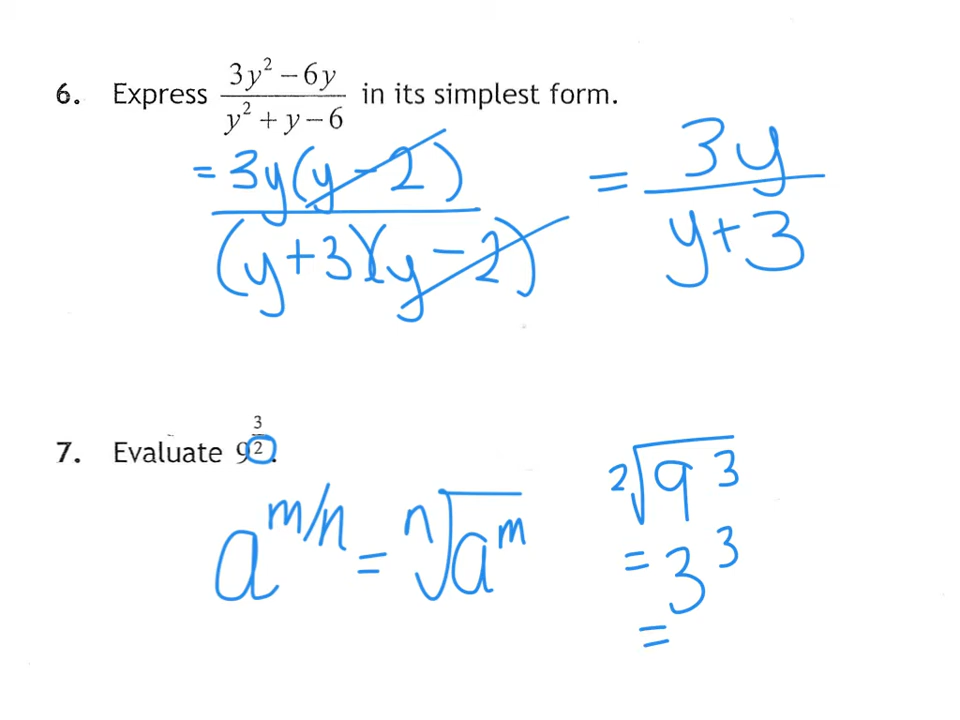 6. Express (3y² – 6y)/(y² + y – 6) in its simplest form.
= 3y(y – 2)/(y+3)(y – 2) = 3y/(y+3)
7. Evaluate 9^(3/2).
a^(m/n) = ⁿ√a^m
²√9³
= 3³
=